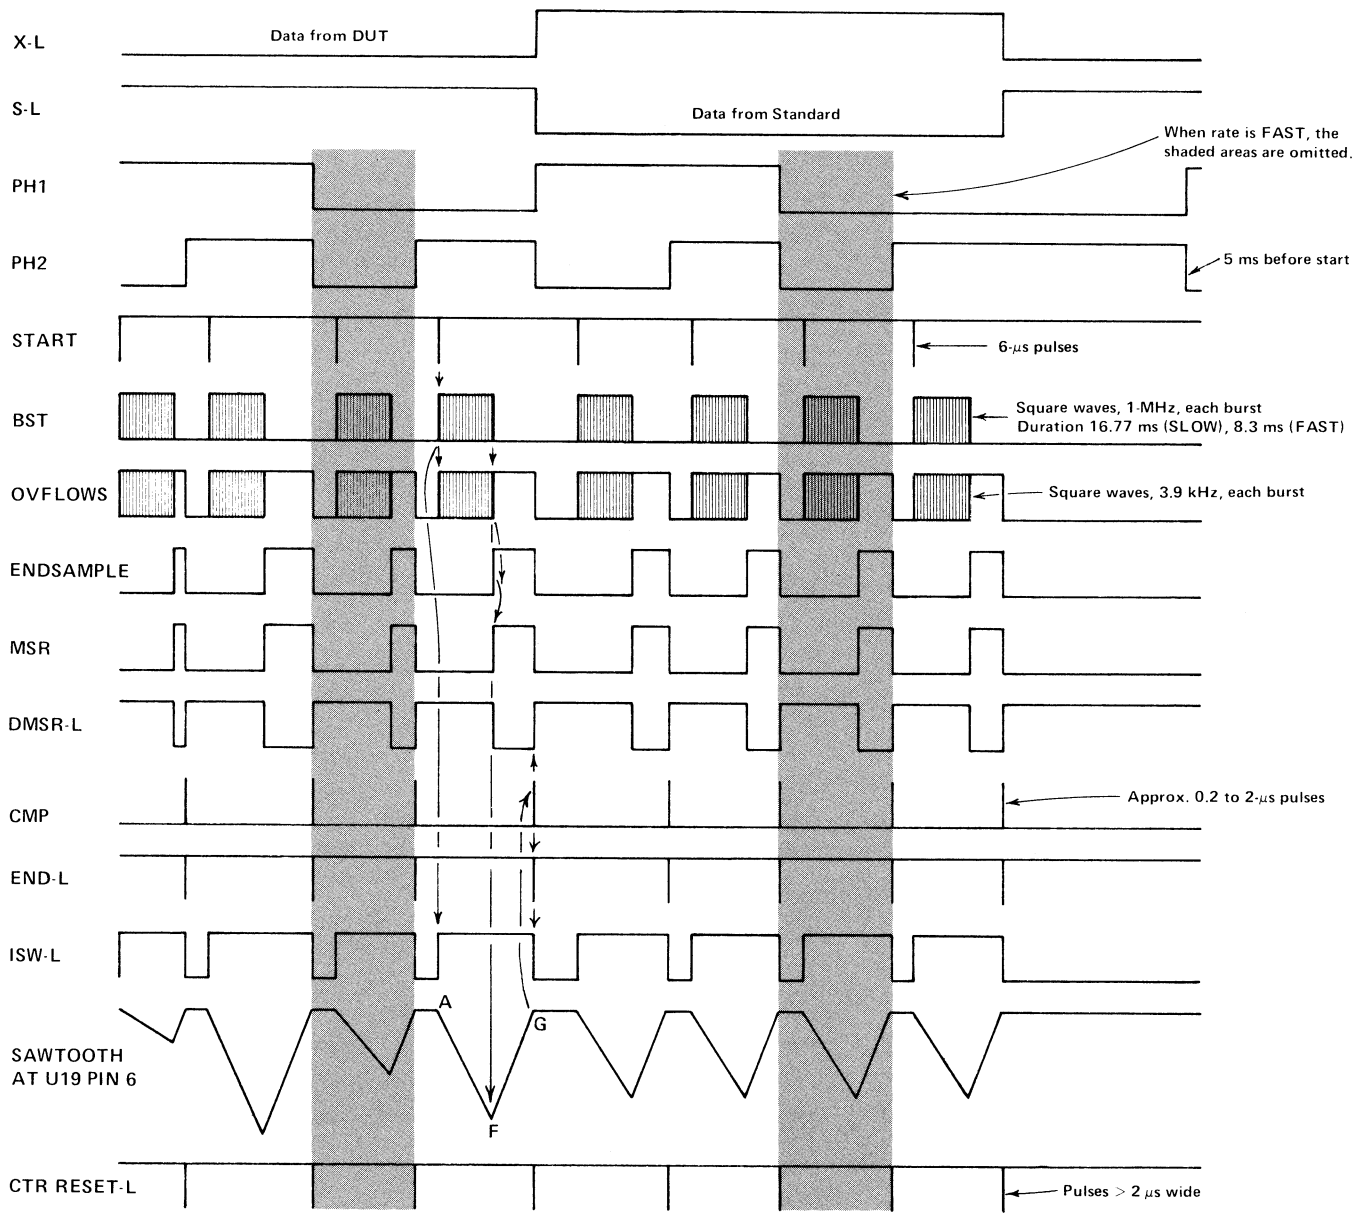 X-L
Data from DUT
S-L
Data from Standard
When rate is FAST, the
shaded areas are omitted.
PH1
PH2
5 ms before start
START
6-μs pulses
BST
Square waves, 1-MHz, each burst
Duration 16.77 ms (SLOW), 8.3 ms (FAST)
OVFLOWS
Square waves, 3.9 kHz, each burst
ENDSAMPLE
MSR
DMSR-L
CMP
Approx. 0.2 to 2-μs pulses
END-L
ISW-L
A
G
SAWTOOTH
AT U19 PIN 6
F
CTR RESET-L
Pulses > 2 μs wide